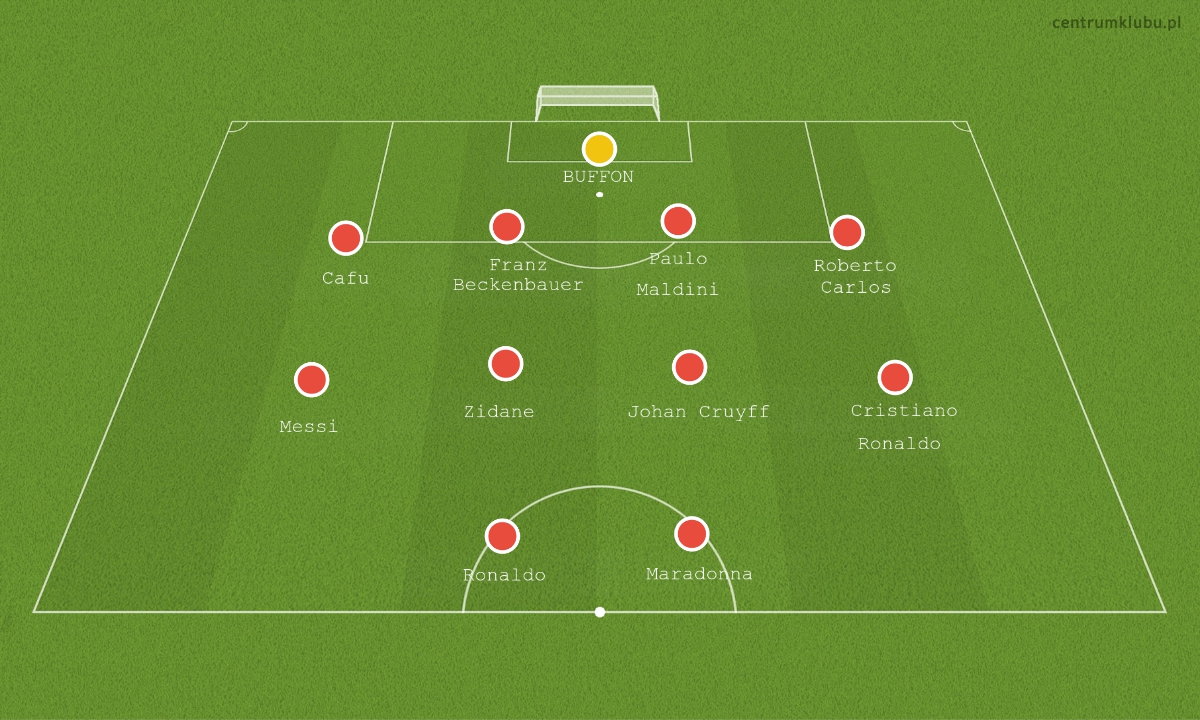 centrumklubu.pl
BUFFON
Cafu
Franz
Beckenbauer
Paulo
Maldini
Roberto
Carlos
Messi
Zidane
Johan Cruyff
Cristiano
Ronaldo
Ronaldo
Maradonna